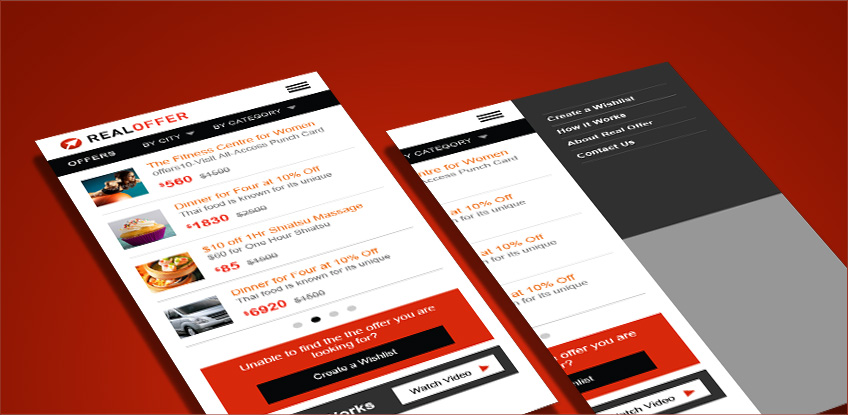 REALOFFER
OFFERS BY CITY BY CATEGORY
The Fitness Centre for Women
offers10-Visit All-Access Punch Card
$560 $1500
Dinner for Four at 10% Off
Thai food is known for its unique
$1830 $2500
$10 off 1Hr Shiatsu Massage
$60 for One Hour Shiatsu
$85 $1500
Dinner for Four at 10% Off
Thai food is known for its unique
$6920 $1500
Unable to find the the offer you are
looking for?
Create a Wishlist
Works
Watch Video
Y CATEGORY
ntre for Women
Access Punch Card
at 10% Off
n for its unique
at 10% Off
n for its unique
at 10% Off
n for its unique
offer you are
r?
hlist
Watch Video
Create a Wishlist
How it Works
About Real Offer
Contact Us